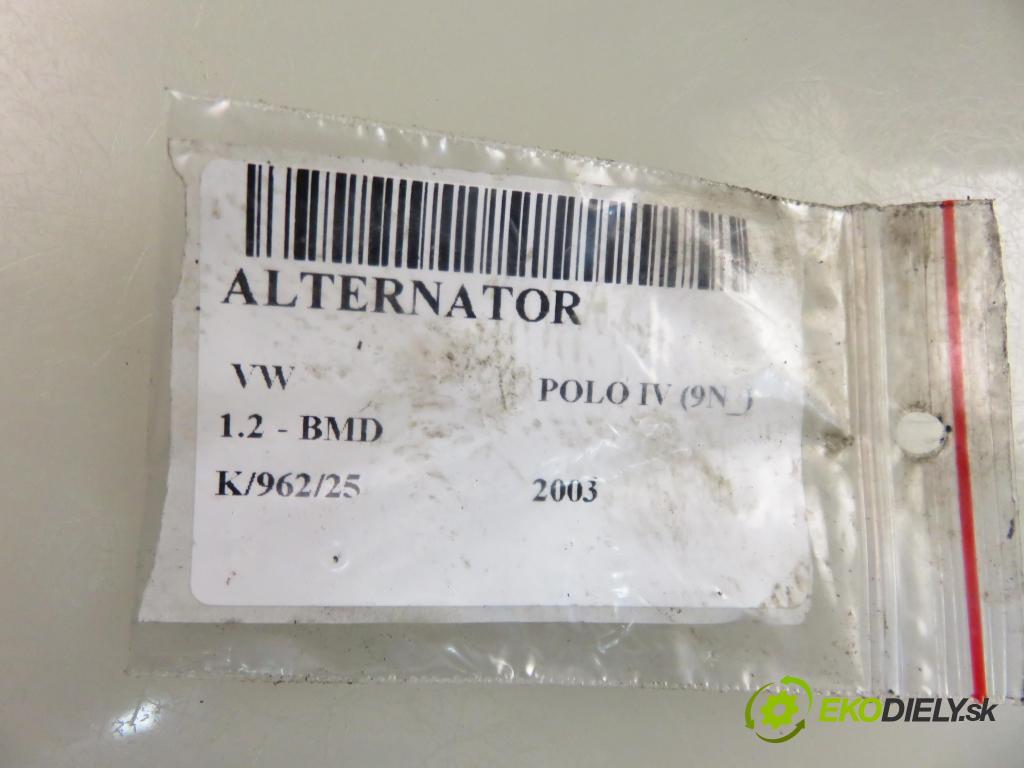 ALTERNATOR
VW POLO IV (9N_)
1.2 - BMD
K/962/25 2003
EKODIELY.sk